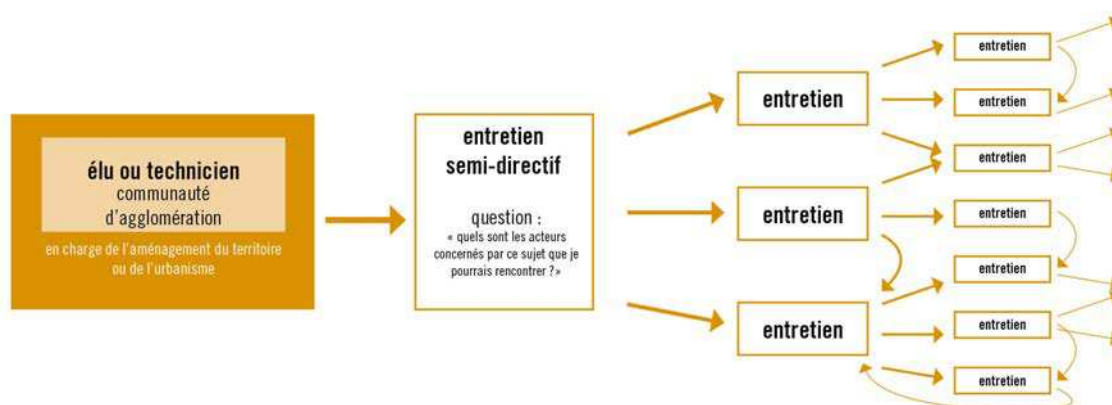 élu ou technicien
communauté
d'agglomération
en charge de l'aménagement du territoire
ou de l'urbanisme
entretien
semi-directif
question :
« quels sont les acteurs
concernés par ce sujet que je
pourrais rencontrer ?»
entretien
entretien
entretien
entretien
entretien
entretien
entretien
entretien
entretien
entretien